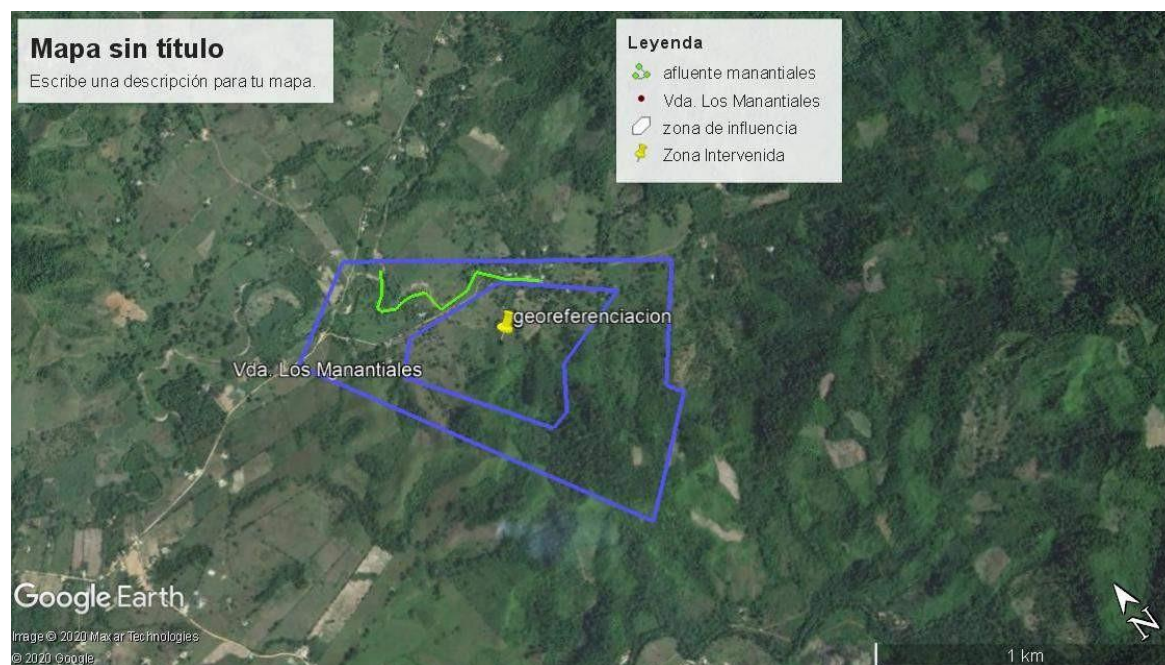 Mapa sin título
Escribe una descripción para tu mapa.
Leyenda
afluente manantiales
Vda. Los Manantiales
zona de influencia
Zona Intervenida
georeferenciacion
Vda. Los Manantiales
Google Earth
Image © 2020 Maxar Technologies
© 2020 Google
N
1 km